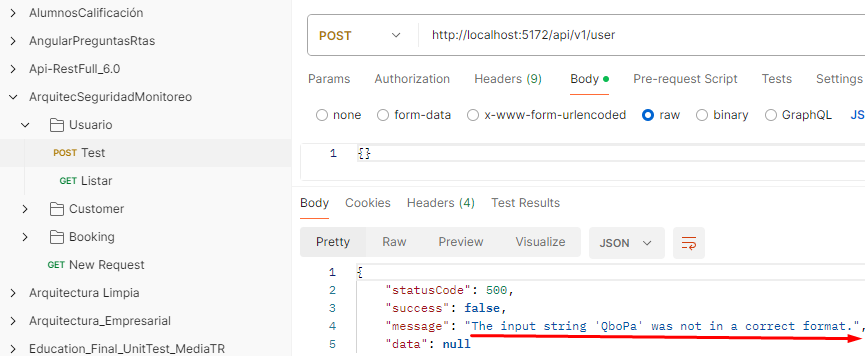 AlumnosCalificación
AngularPreguntasRtas
Api-RestFull_6.0
ArquitecSeguridadMonitoreo
Usuario
POST Test
GET Listar
Customer
Booking
GET New Request
Arquitectura Limpia
Arquitectura_Empresarial
Education_Final_UnitTest_MediaTR
POST http://localhost:5172/api/v1/user
Params Authorization Headers (9) Body Pre-request Script Tests Settings
none form-data x-www-form-urlencoded raw binary GraphQL JS
1 {}
Body Cookies Headers (4) Test Results
Pretty Raw Preview Visualize JSON
1 {
2 "statusCode": 500,
3 "success": false,
4 "message": "The input string 'QboPa' was not in a correct format.",
5 "data": null